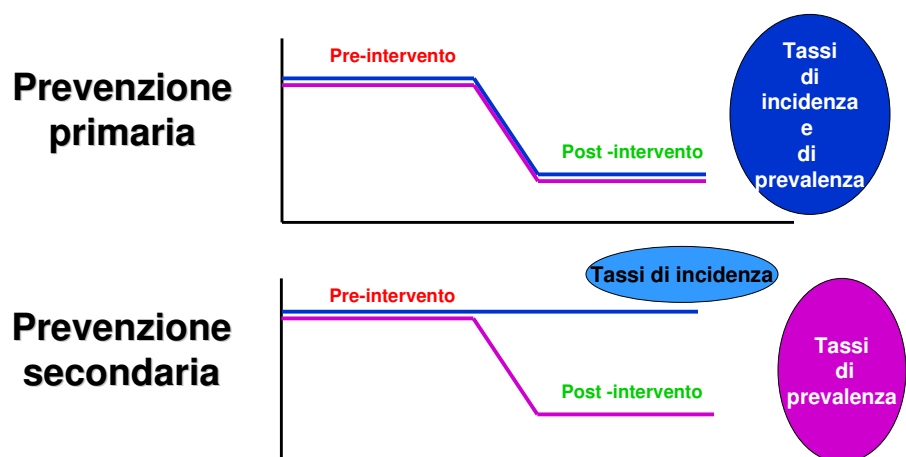 Prevenzione
primaria
Pre-intervento
Post -intervento
Tassi
di
incidenza
e
di
prevalenza
Tassi di incidenza
Prevenzione
secondaria
Pre-intervento
Post -intervento
Tassi
di
prevalenza